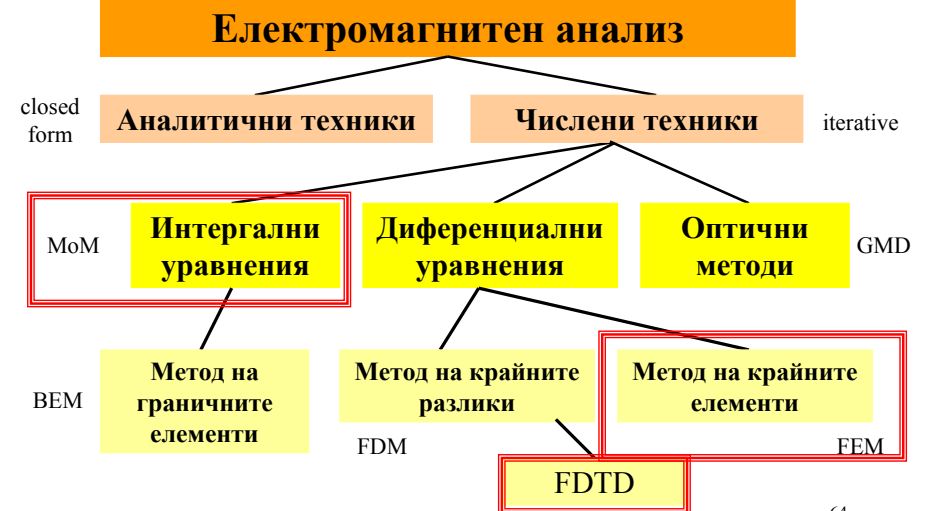 Електромагнитен анализ
closed
form
Аналитични техники
Числени техники
iterative
MoM
Интергални
уравнения
Диференциални
уравнения
Оптични
методи
GMD
BEM
Метод на
граничните
елементи
Метод на крайните
разлики
Метод на крайните
елементи
FDM
FEM
FDTD